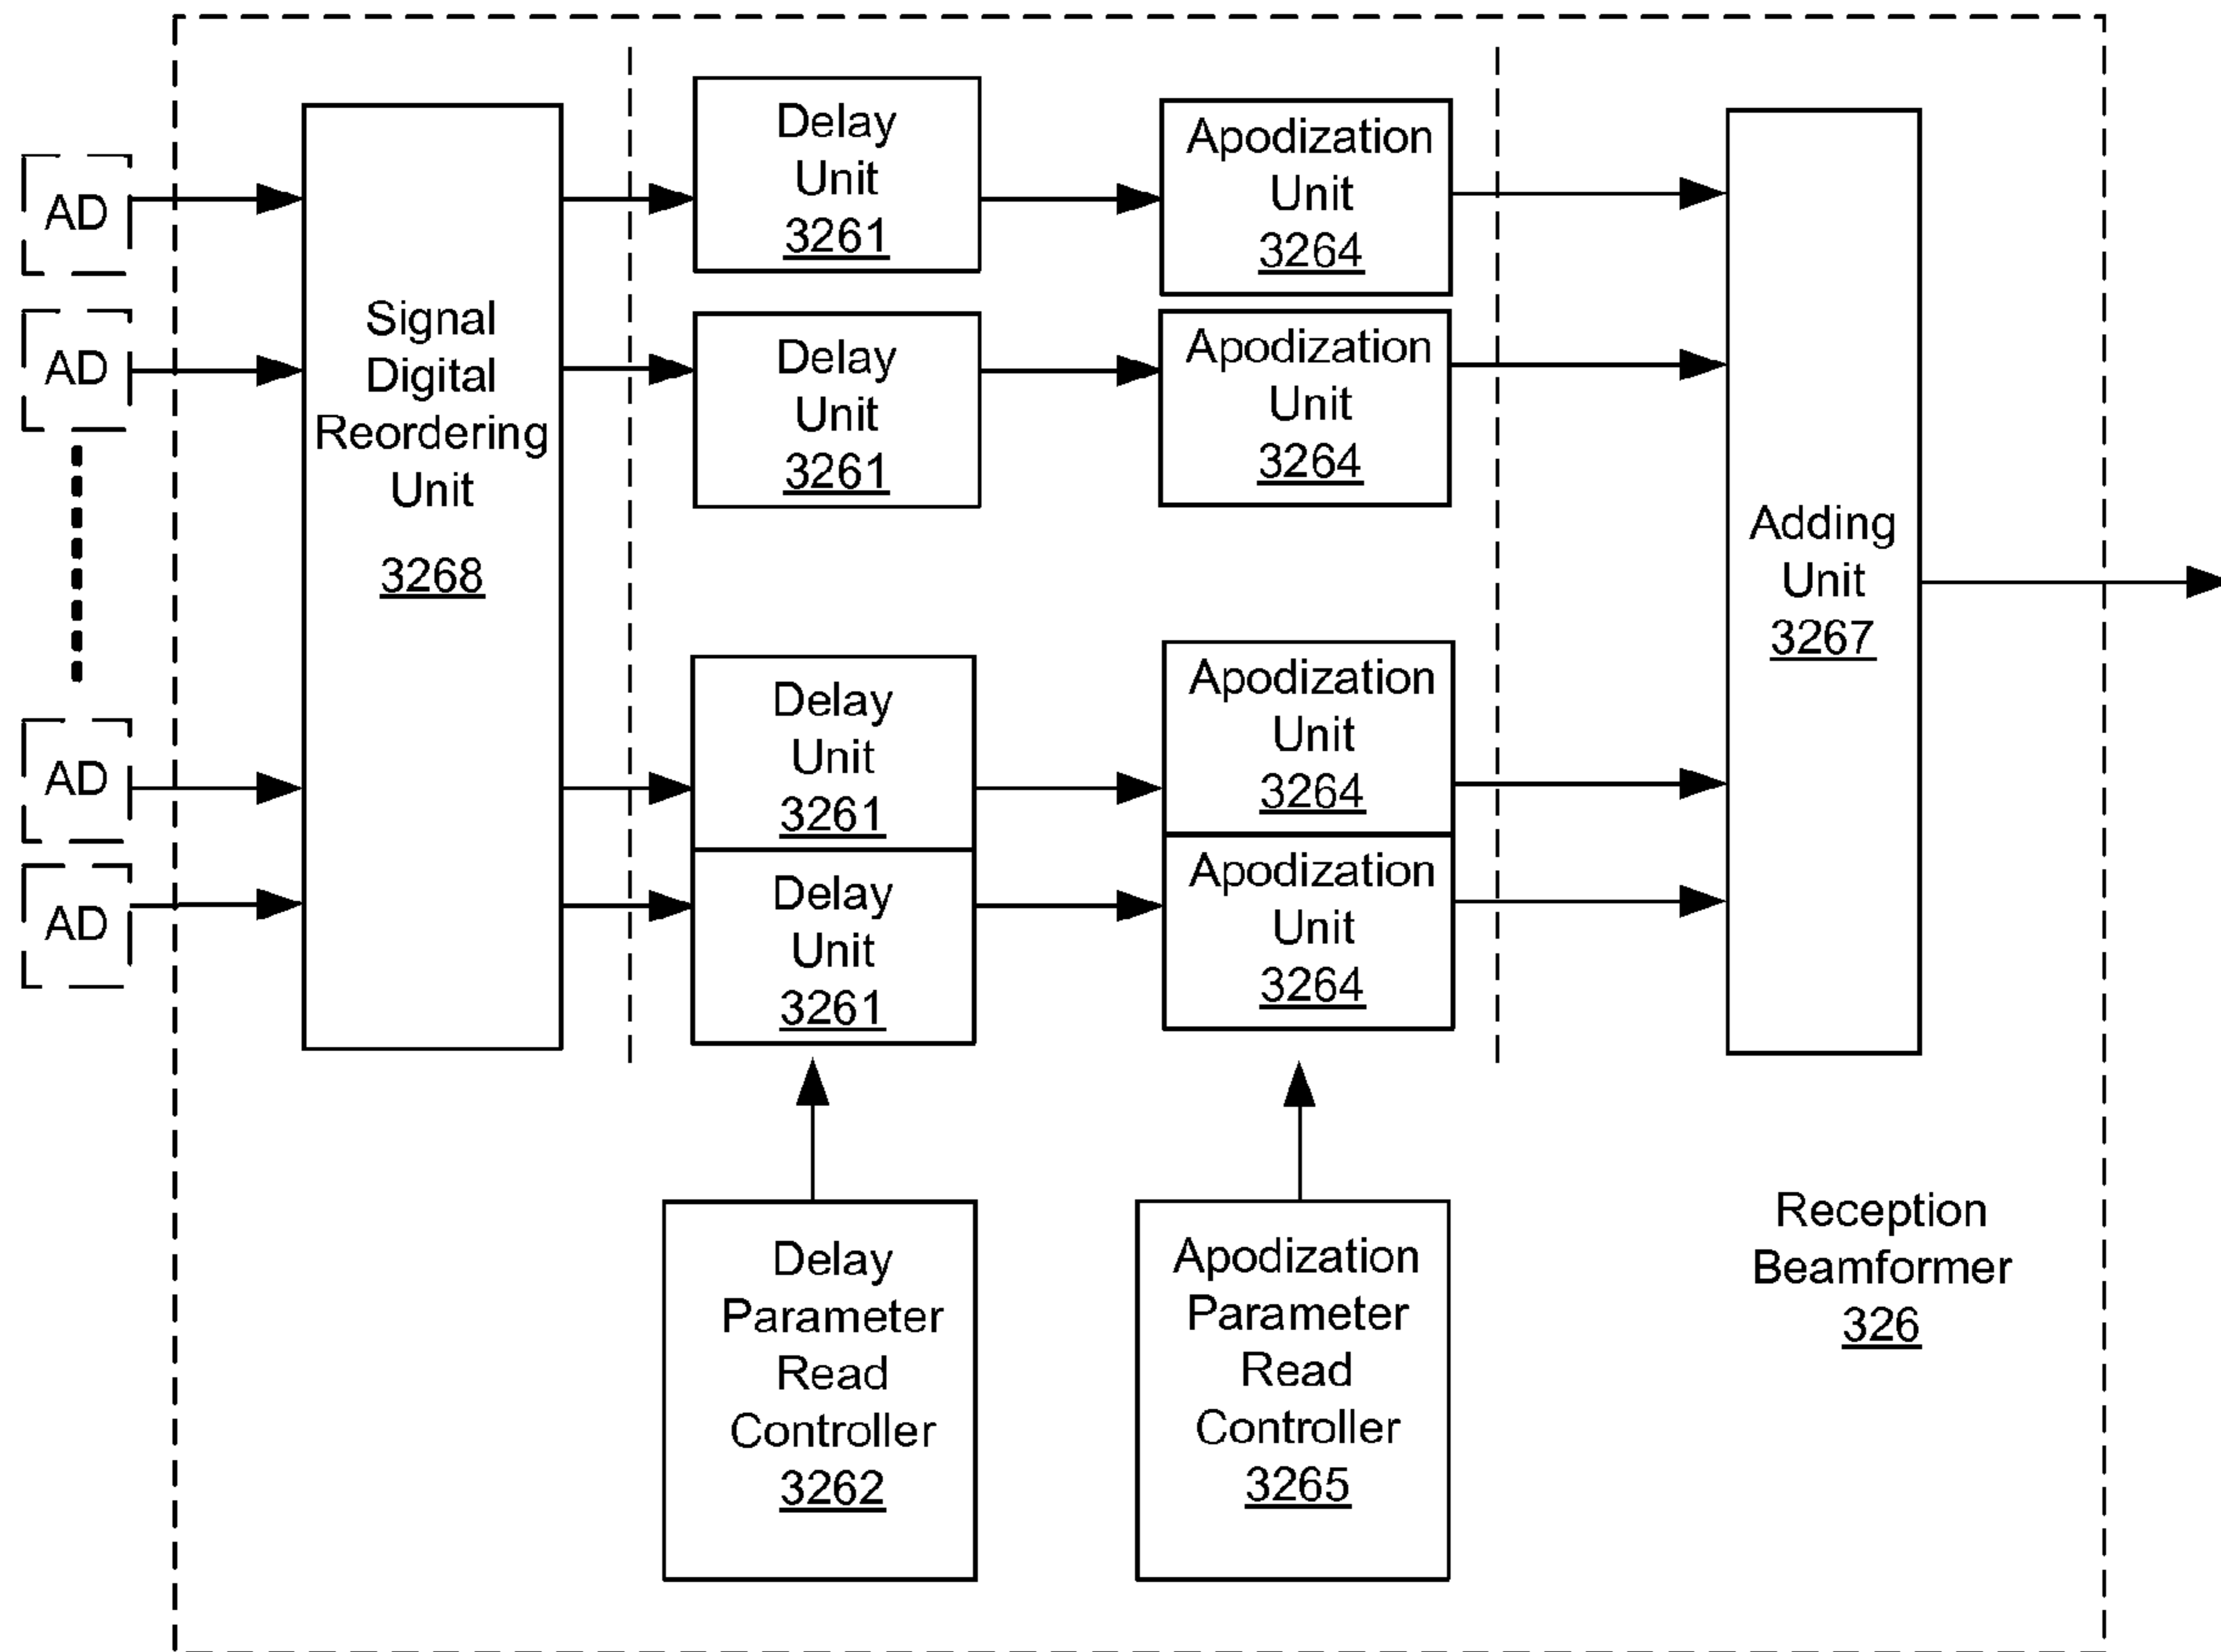 AD
AD
AD
AD
Signal
Digital
Reordering
Unit
3268
Delay
Unit
3261
Apodization
Unit
3264
Delay
Unit
3261
Apodization
Unit
3264
Delay
Unit
3261
Apodization
Unit
3264
Delay
Unit
3261
Apodization
Unit
3264
Adding
Unit
3267
Delay
Parameter
Read
Controller
3262
Apodization
Parameter
Read
Controller
3265
Reception
Beamformer
326